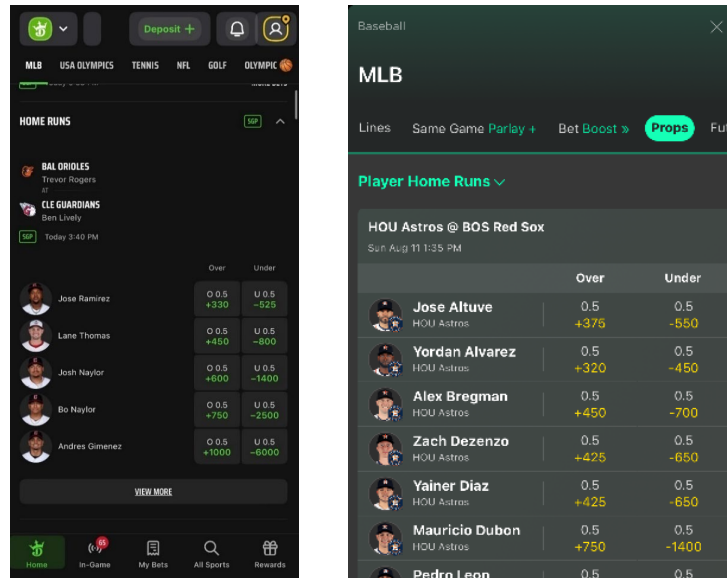 Deposit +
MLB USA OLYMPICS TENNIS NFL GOLF OLYMPIC
HOME RUNS SGP
BAL ORIOLES
Trevor Rogers
AT
CLE GUARDIANS
Ben Lively
SGP Today 3:40 PM
Over Under
Jose Ramirez O 0.5 U 0.5
+330 −525
Lane Thomas O 0.5 U 0.5
+450 −800
Josh Naylor O 0.5 U 0.5
+600 −1400
Bo Naylor O 0.5 U 0.5
+750 −2500
Andres Gimenez O 0.5 U 0.5
+1000 −6000
VIEW MORE
65
Home In-Game My Bets All Sports Rewards
Baseball
MLB
Lines Same Game Parlay + Bet Boost » Props Fut
Player Home Runs
HOU Astros @ BOS Red Sox
Sun Aug 11 1:35 PM
Over Under
Jose Altuve 0.5 0.5
HOU Astros +375 -550
Yordan Alvarez 0.5 0.5
HOU Astros +320 -450
Alex Bregman 0.5 0.5
HOU Astros +450 -700
Zach Dezenzo 0.5 0.5
HOU Astros +425 -650
Yainer Diaz 0.5 0.5
HOU Astros +425 -650
Mauricio Dubon 0.5 0.5
HOU Astros +750 -1400
Pedro Leon 0.5 0.5